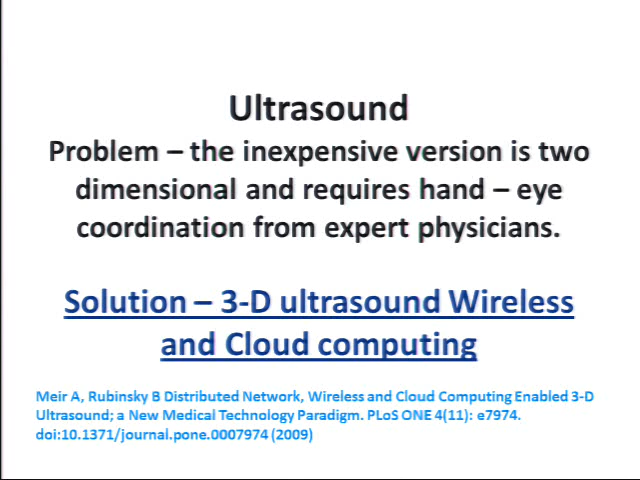 Ultrasound
Problem – the inexpensive version is two
dimensional and requires hand – eye
coordination from expert physicians.
Solution – 3-D ultrasound Wireless
and Cloud computing
Meir A, Rubinsky B Distributed Network, Wireless and Cloud Computing Enabled 3-D
Ultrasound; a New Medical Technology Paradigm. PLoS ONE 4(11): e7974.
doi:10.1371/journal.pone.0007974 (2009)